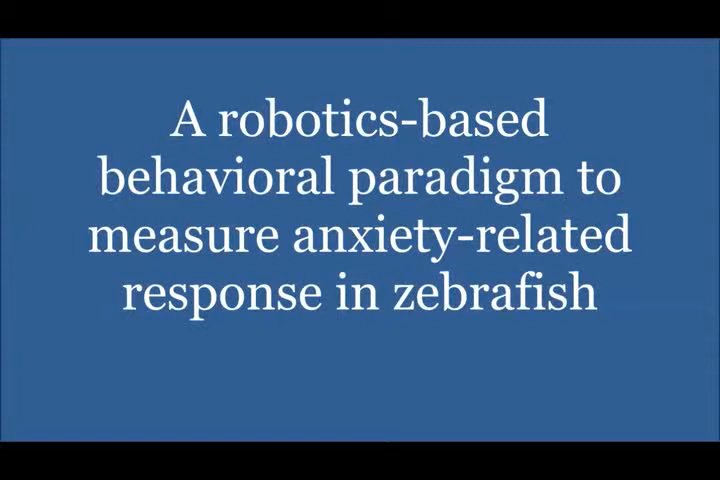 A robotics-based
behavioral paradigm to
measure anxiety-related
response in zebrafish